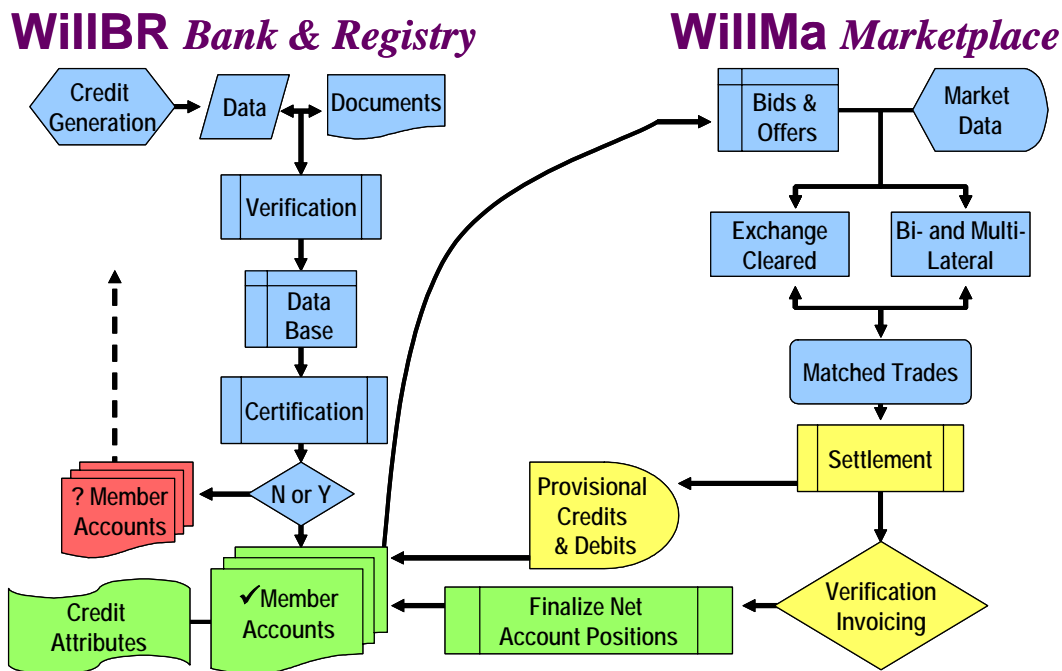 WillBR Bank & Registry
WillMa Marketplace
Credit
Generation
Data
Documents
Bids &
Offers
Market
Data
Verification
Exchange
Cleared
Bi- and Multi-
Lateral
Data
Base
Matched Trades
Certification
Settlement
? Member
Accounts
N or Y
Provisional
Credits
& Debits
Credit
Attributes
✓Member
Accounts
Finalize Net
Account Positions
Verification
Invoicing